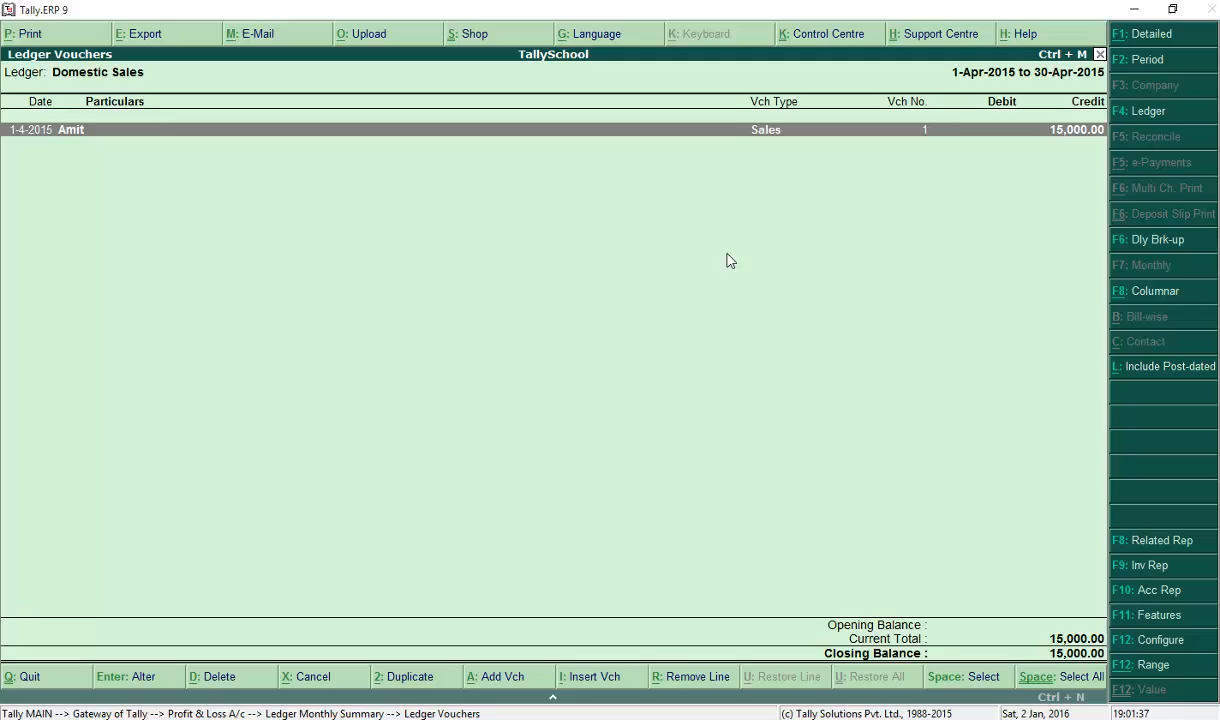 Tally.ERP 9
P: Print E: Export M: E-Mail O: Upload S: Shop G: Language K: Keyboard K: Control Centre H: Support Centre H: Help
Ledger Vouchers TallySchool Ctrl + M
Ledger: Domestic Sales 1-Apr-2015 to 30-Apr-2015
Date Particulars Vch Type Vch No. Debit Credit
1-4-2015 Amit Sales 1 15,000.00
Opening Balance :
Current Total : 15,000.00
Closing Balance : 15,000.00
F1: Detailed
F2: Period
F3: Company
F4: Ledger
F5: Reconcile
F5: e-Payments
F6: Multi Ch. Print
F6: Deposit Slip Print
F6: Dly Brk-up
F7: Monthly
F8: Columnar
B: Bill-wise
C: Contact
L: Include Post-dated
F8: Related Rep
F9: Inv Rep
F10: Acc Rep
F11: Features
F12: Configure
F12: Range
F12: Value
Q: Quit Enter: Alter D: Delete X: Cancel 2: Duplicate A: Add Vch I: Insert Vch R: Remove Line U: Restore Line U: Restore All Space: Select Space: Select All
Ctrl + N
Tally MAIN --> Gateway of Tally --> Profit & Loss A/c --> Ledger Monthly Summary --> Ledger Vouchers (c) Tally Solutions Pvt. Ltd., 1988-2015 Sat, 2 Jan, 2016 19:01:37